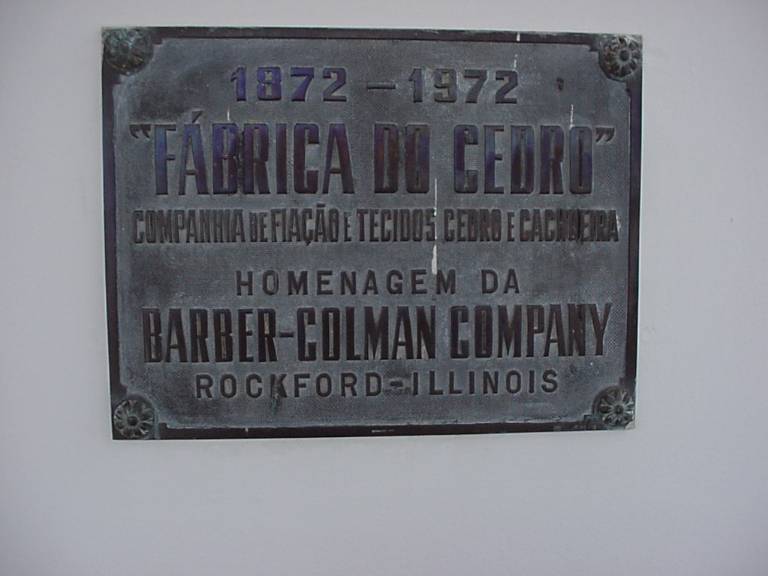 1872 - 1972
"FÁBRICA DO CEDRO"
COMPANHIA DE FIAÇÃO E TECIDOS CEDRO E CACHOEIRA
HOMENAGEM DA
BARBER-COLMAN COMPANY
ROCKFORD-ILLINOIS